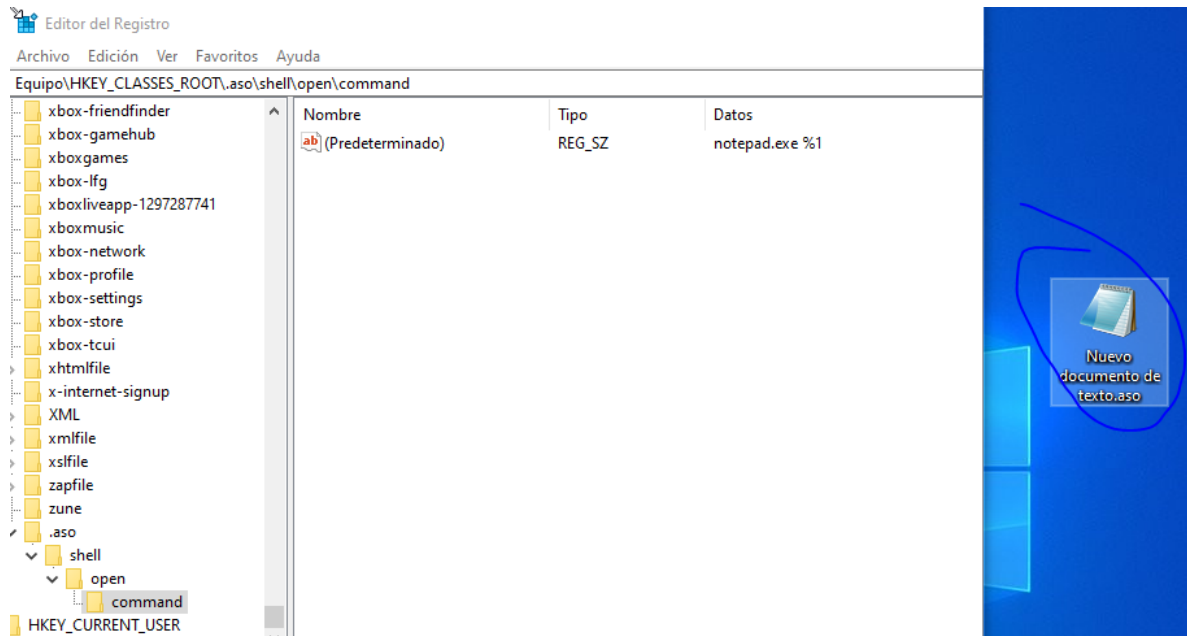 Editor del Registro
Archivo Edición Ver Favoritos Ayuda
Equipo\HKEY_CLASSES_ROOT\.aso\shell\open\command
xbox-friendfinder
xbox-gamehub
xboxgames
xbox-lfg
xboxliveapp-1297287741
xboxmusic
xbox-network
xbox-profile
xbox-settings
xbox-store
xbox-tcui
xhtmlfile
x-internet-signup
XML
xmlfile
xslfile
zapfile
zune
.aso
shell
open
command
HKEY_CURRENT_USER
Nombre Tipo Datos
ab (Predeterminado) REG_SZ notepad.exe %1
Nuevo
documento de
texto.aso